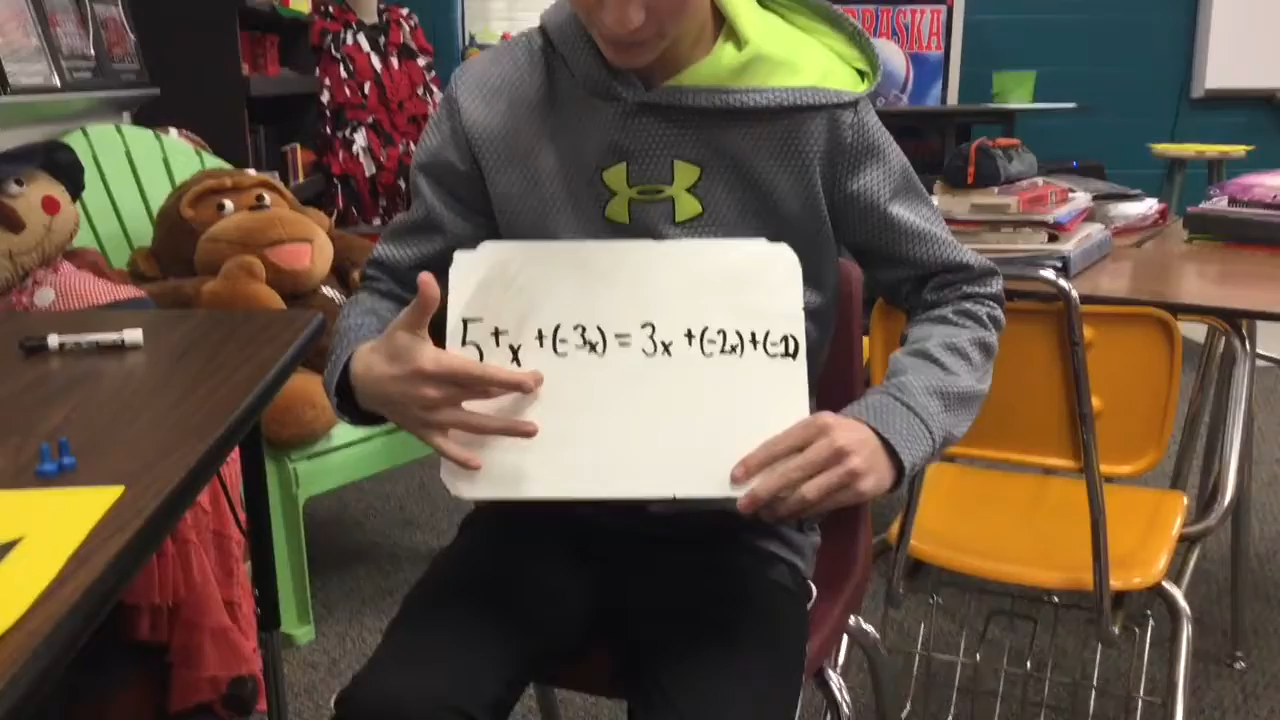 NEBRASKA
5+x +(-3x) = 3x +(-2x)+(-1)